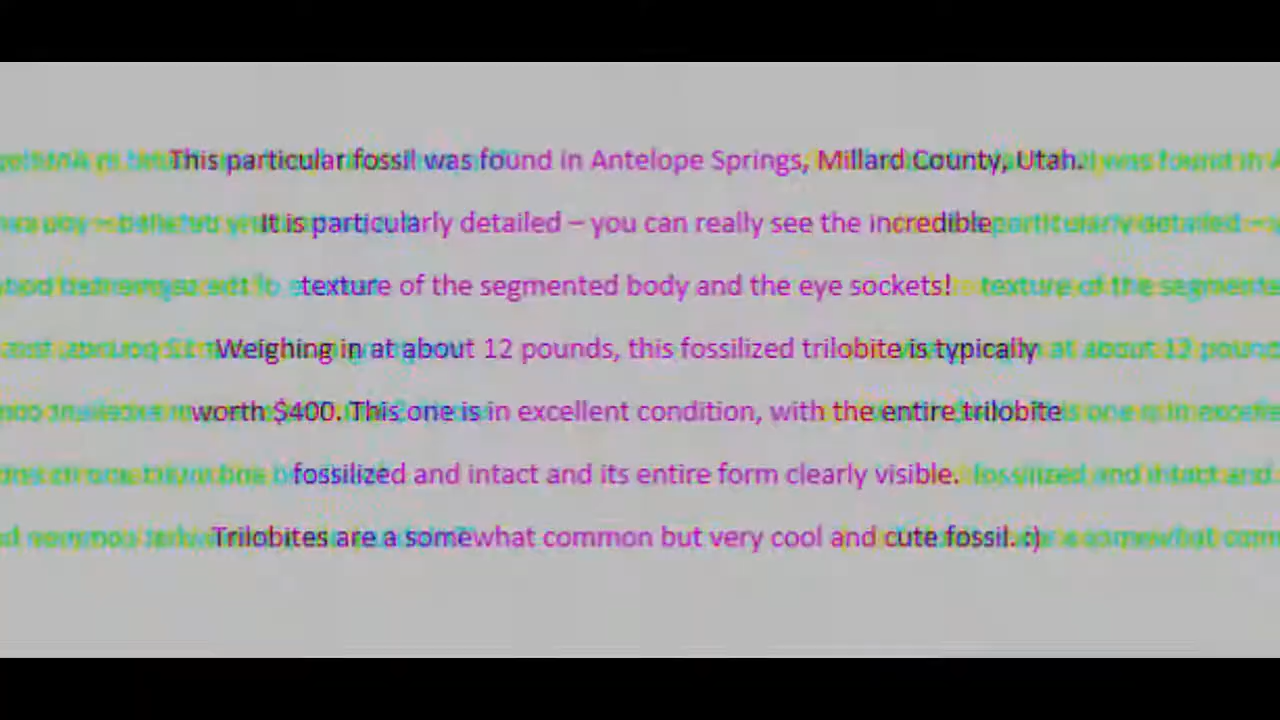 This particular fossil was found in Antelope Springs, Millard County, Utah.
It is particularly detailed – you can really see the incredible
texture of the segmented body and the eye sockets!
Weighing in at about 12 pounds, this fossilized trilobite is typically
worth $400. This one is in excellent condition, with the entire trilobite
fossilized and intact and its entire form clearly visible.
Trilobites are a somewhat common but very cool and cute fossil. :)